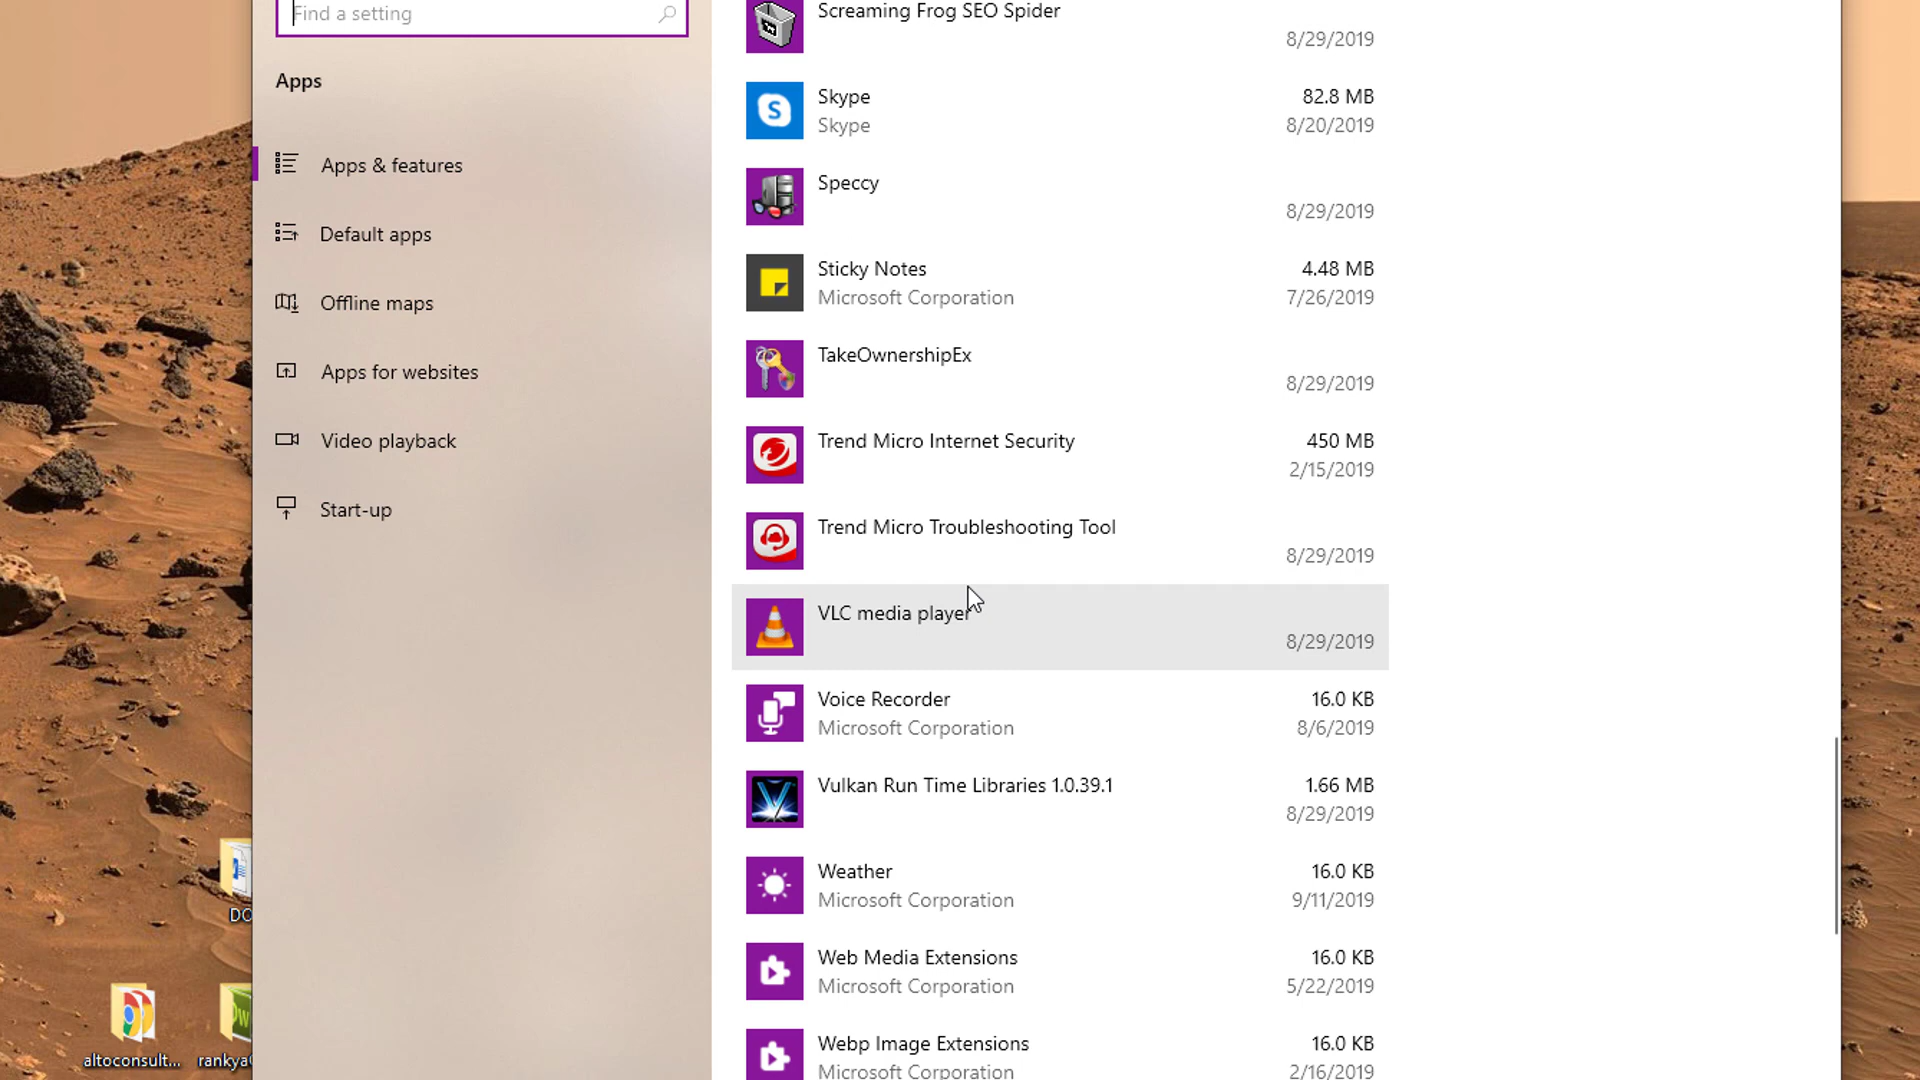 Find a setting
Apps
Apps & features
Default apps
Offline maps
Apps for websites
Video playback
Start-up
Screaming Frog SEO Spider
8/29/2019
Skype 82.8 MB
Skype 8/20/2019
Speccy
8/29/2019
Sticky Notes 4.48 MB
Microsoft Corporation 7/26/2019
TakeOwnershipEx
8/29/2019
Trend Micro Internet Security 450 MB
2/15/2019
Trend Micro Troubleshooting Tool
8/29/2019
VLC media player
8/29/2019
Voice Recorder 16.0 KB
Microsoft Corporation 8/6/2019
Vulkan Run Time Libraries 1.0.39.1 1.66 MB
8/29/2019
Weather 16.0 KB
Microsoft Corporation 9/11/2019
Web Media Extensions 16.0 KB
Microsoft Corporation 5/22/2019
Webp Image Extensions 16.0 KB
Microsoft Corporation 2/16/2019
DO
altoconsult...
rankya